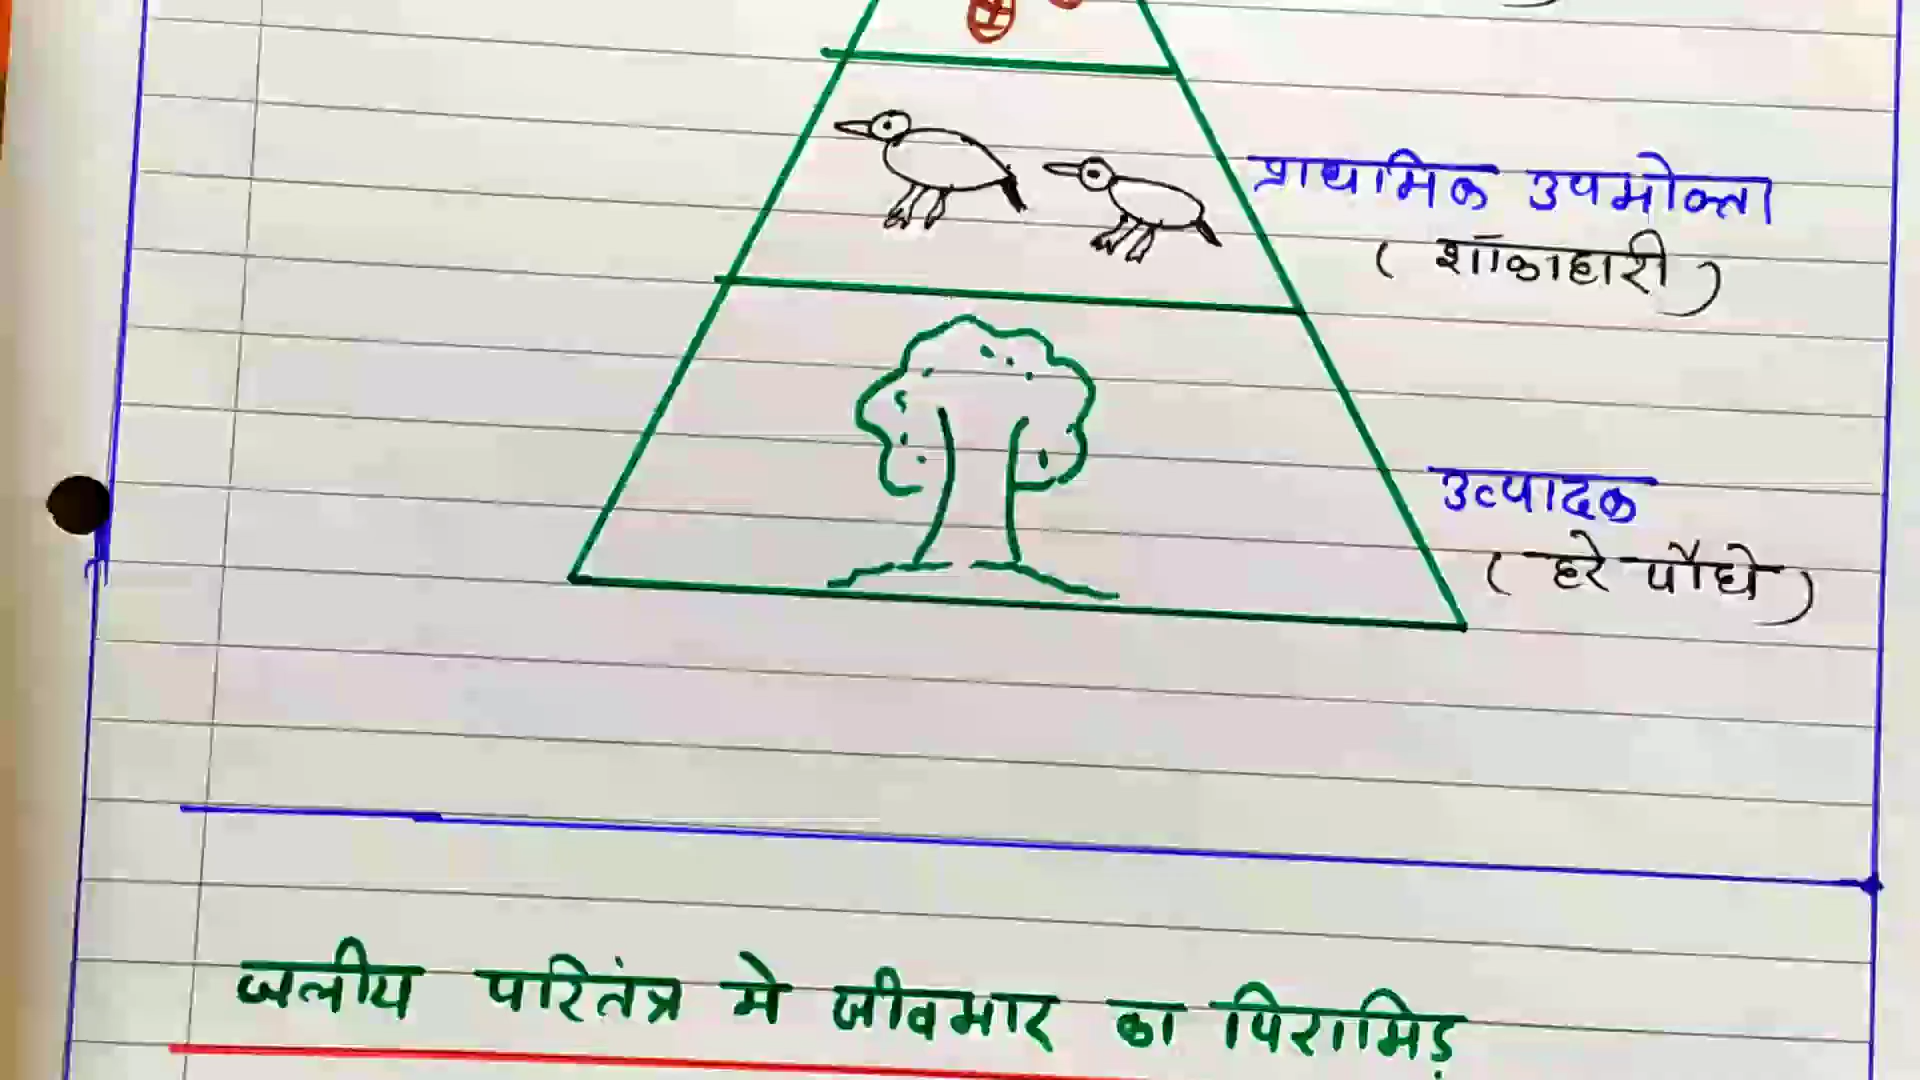 प्राथमिक उपभोक्ता
( शाॅकाहारी )
उत्पादक
( हरे पौधे )
जलीय परितंत्र मे जीवभार का पिरामिड़